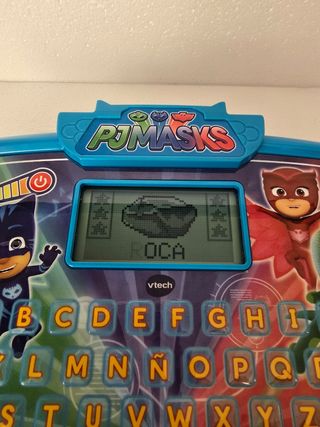 PJMASKS
ROCA
vtech
B C D E F G H I
L M N Ñ O P Q R
S T U V W X Y Z